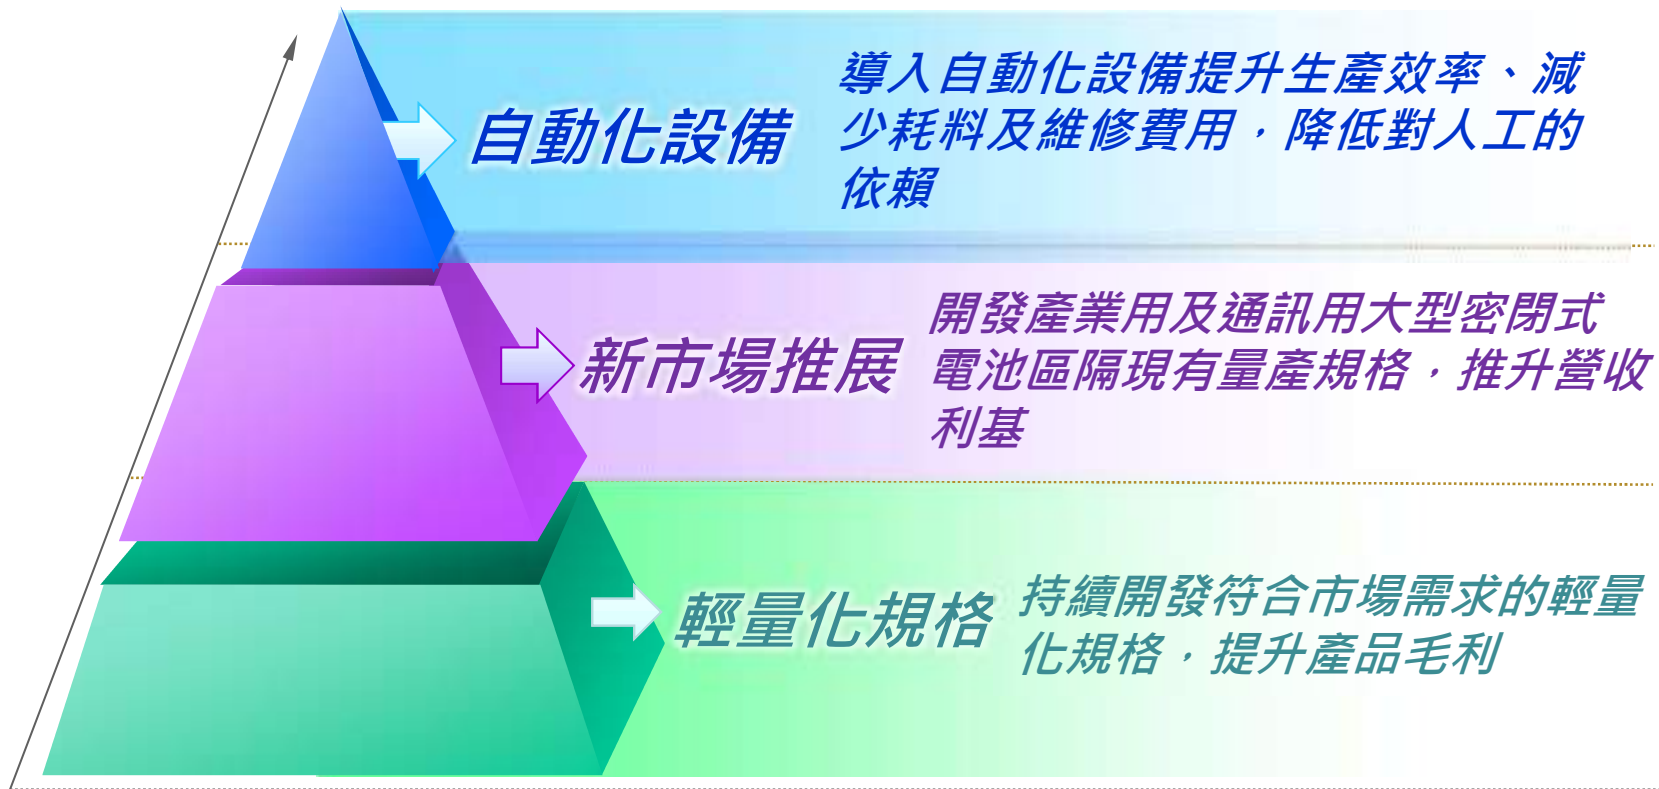 自動化設備
導入自動化設備提升生產效率、減
少耗料及維修費用，降低對人工的
依賴
新市場推展
開發產業用及通訊用大型密閉式
電池區隔現有量產規格，推升營收
利基
輕量化規格
持續開發符合市場需求的輕量
化規格，提升產品毛利